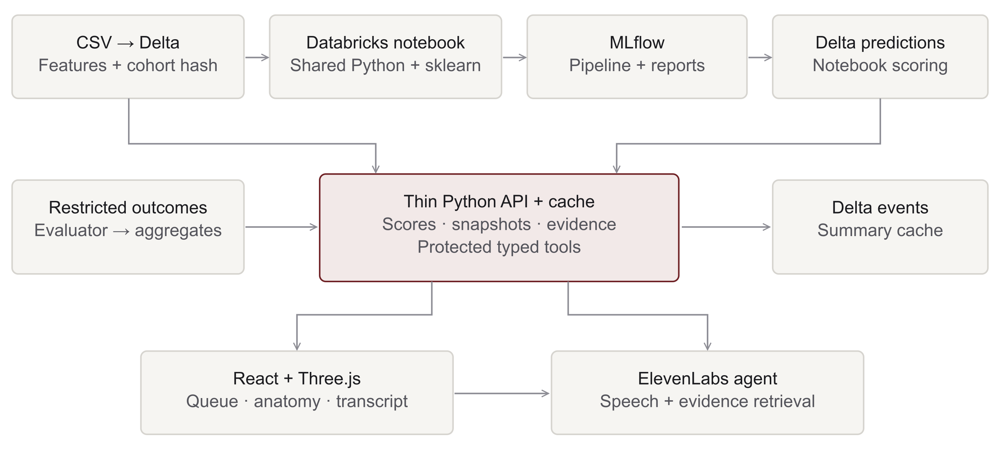 CSV → Delta
Features + cohort hash
Databricks notebook
Shared Python + sklearn
MLflow
Pipeline + reports
Delta predictions
Notebook scoring
Restricted outcomes
Evaluator → aggregates
Thin Python API + cache
Scores · snapshots · evidence
Protected typed tools
Delta events
Summary cache
React + Three.js
Queue · anatomy · transcript
ElevenLabs agent
Speech + evidence retrieval